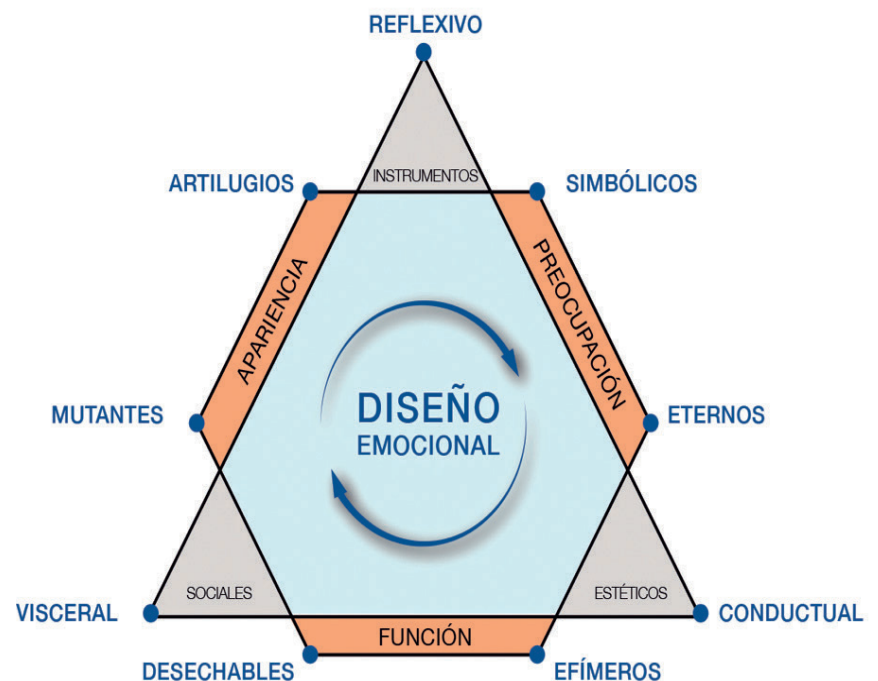 REFLEXIVO
INSTRUMENTOS
ARTILUGIOS
SIMBÓLICOS
APARIENCIA
PREOCUPACIÓN
DISEÑO
EMOCIONAL
MUTANTES
ETERNOS
SOCIALES
ESTÉTICOS
VISCERAL
CONDUCTUAL
FUNCIÓN
DESECHABLES
EFÍMEROS